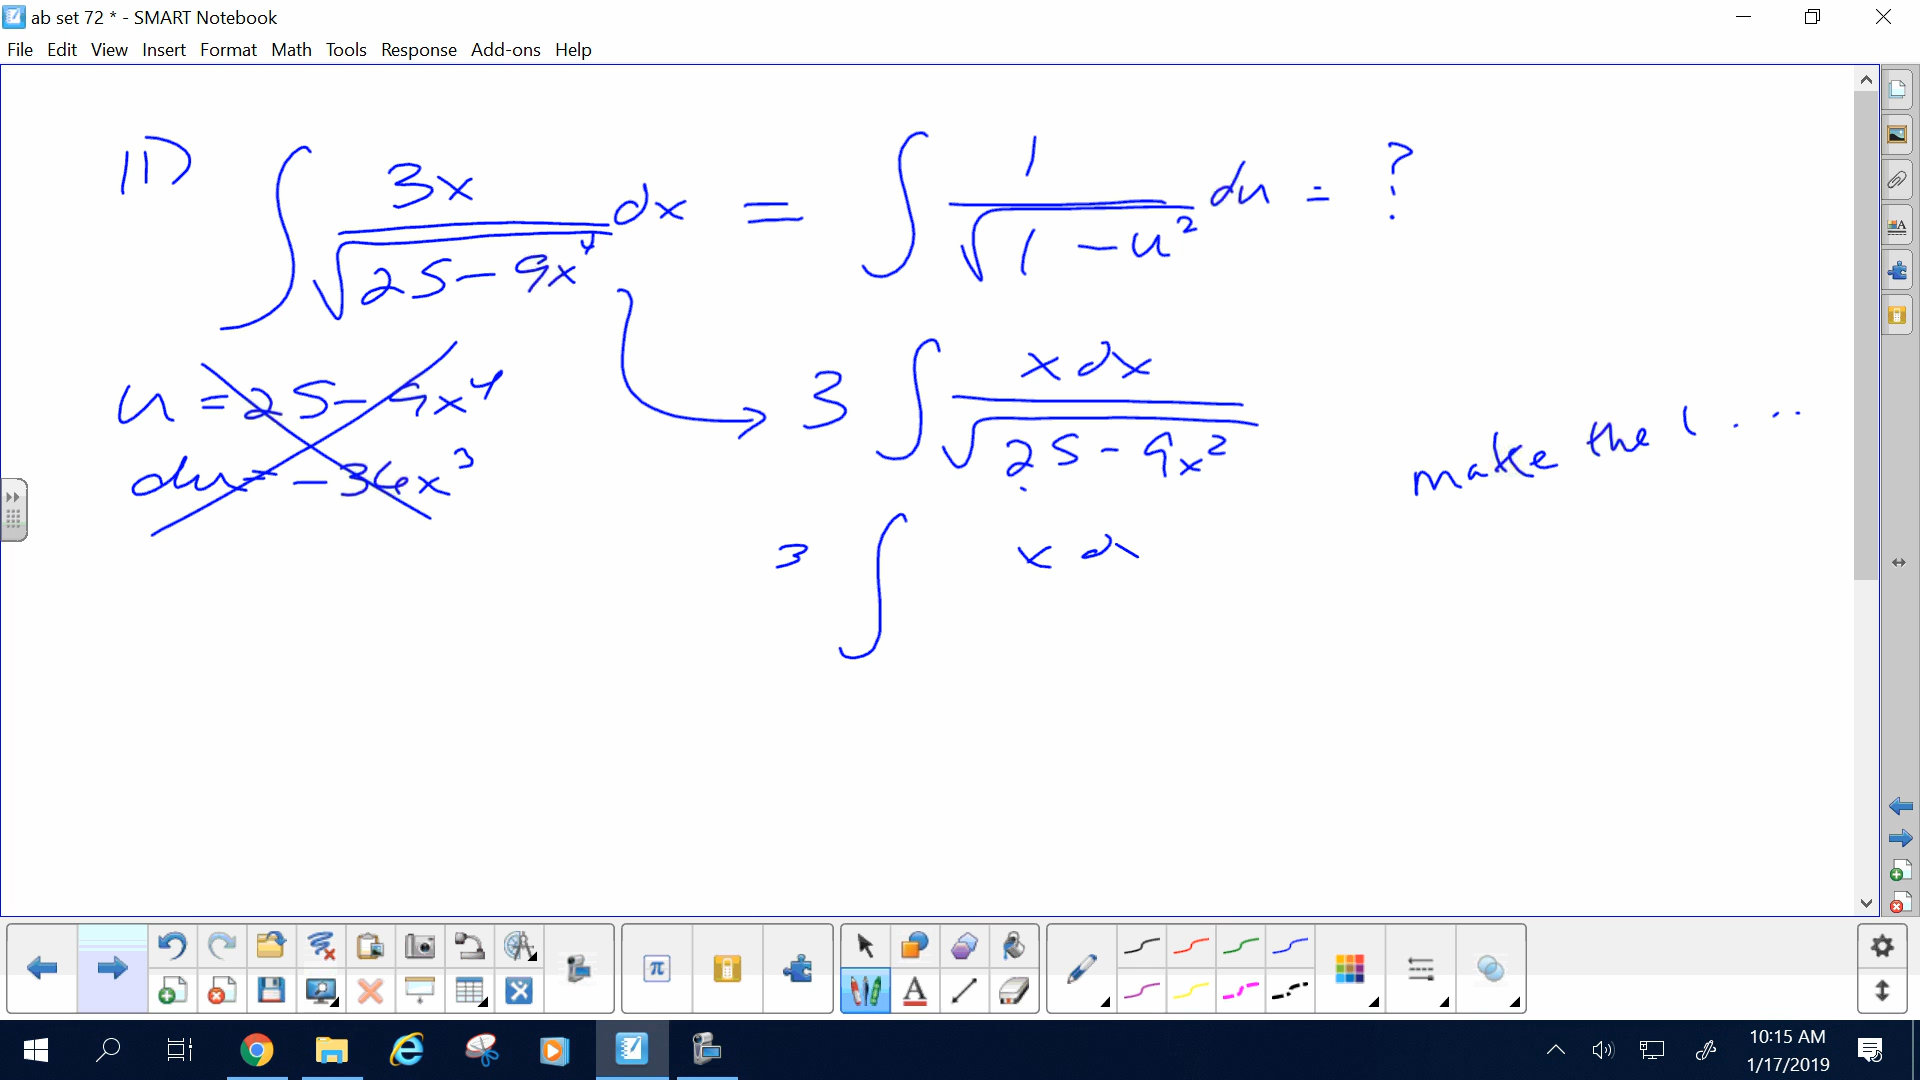 ab set 72 * - SMART Notebook
File Edit View Insert Format Math Tools Response Add-ons Help
11) ∫ 3x / √(25 - 9x⁴) dx = ∫ 1 / √(1 - u²) du = ?
u = 25 - 9x⁴
du = -36x³
3 ∫ x dx / √(25 - 9x²)
make the 1 . . .
3 ∫ x dx
π
A
10:15 AM
1/17/2019